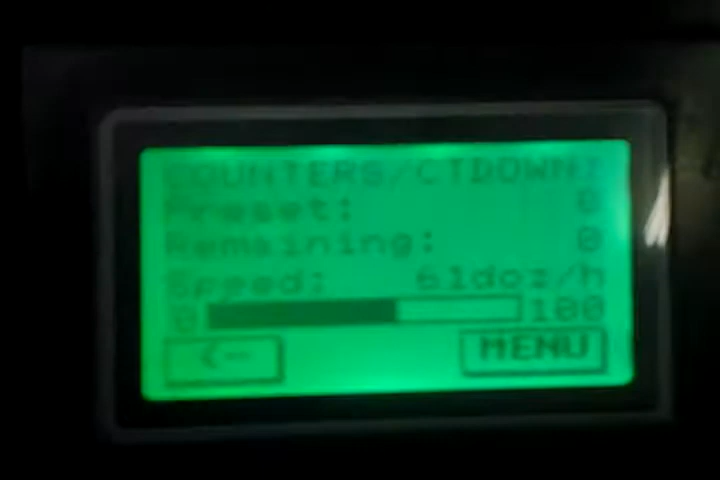 COUNTERS/CTDOWN:
Preset: 0
Remaining: 0
Speed: 61doz/h
0 100
<- MENU